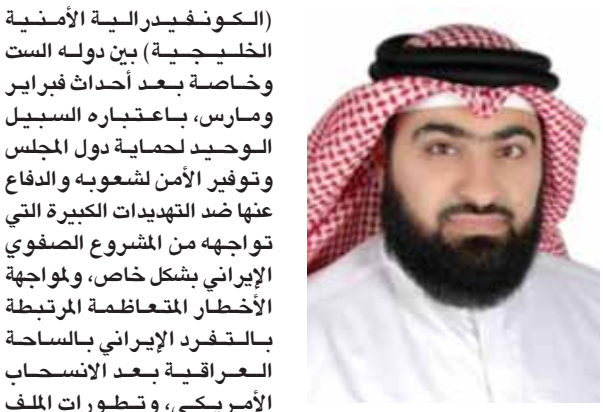 (الكونفيدرالية الأمنية
الخليجية) بين دوله الست
وخاصة بعد أحداث فبراير
ومارس، باعتباره السبيل
الوحيد لحماية دول المجلس
وتوفير الأمن لشعوبه والدفاع
عنها ضد التهديدات الكبيرة التي
تواجهه من المشروع الصفوي
الإيراني بشكل خاص، ولمواجهة
الأخطار المتعاظمة المرتبطة
بالتفرد الإيراني بالساحة
العراقية بعد الانسحاب
الأمريكي، وتطورات الملف